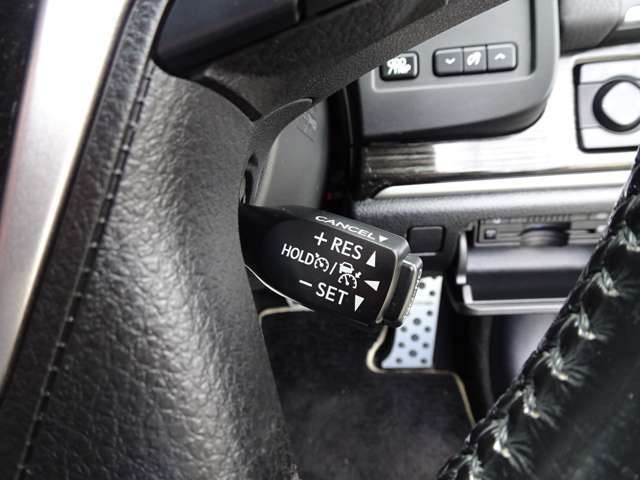 CANCEL▼
+ RES ▲
HOLD / ◀
− SET ▼